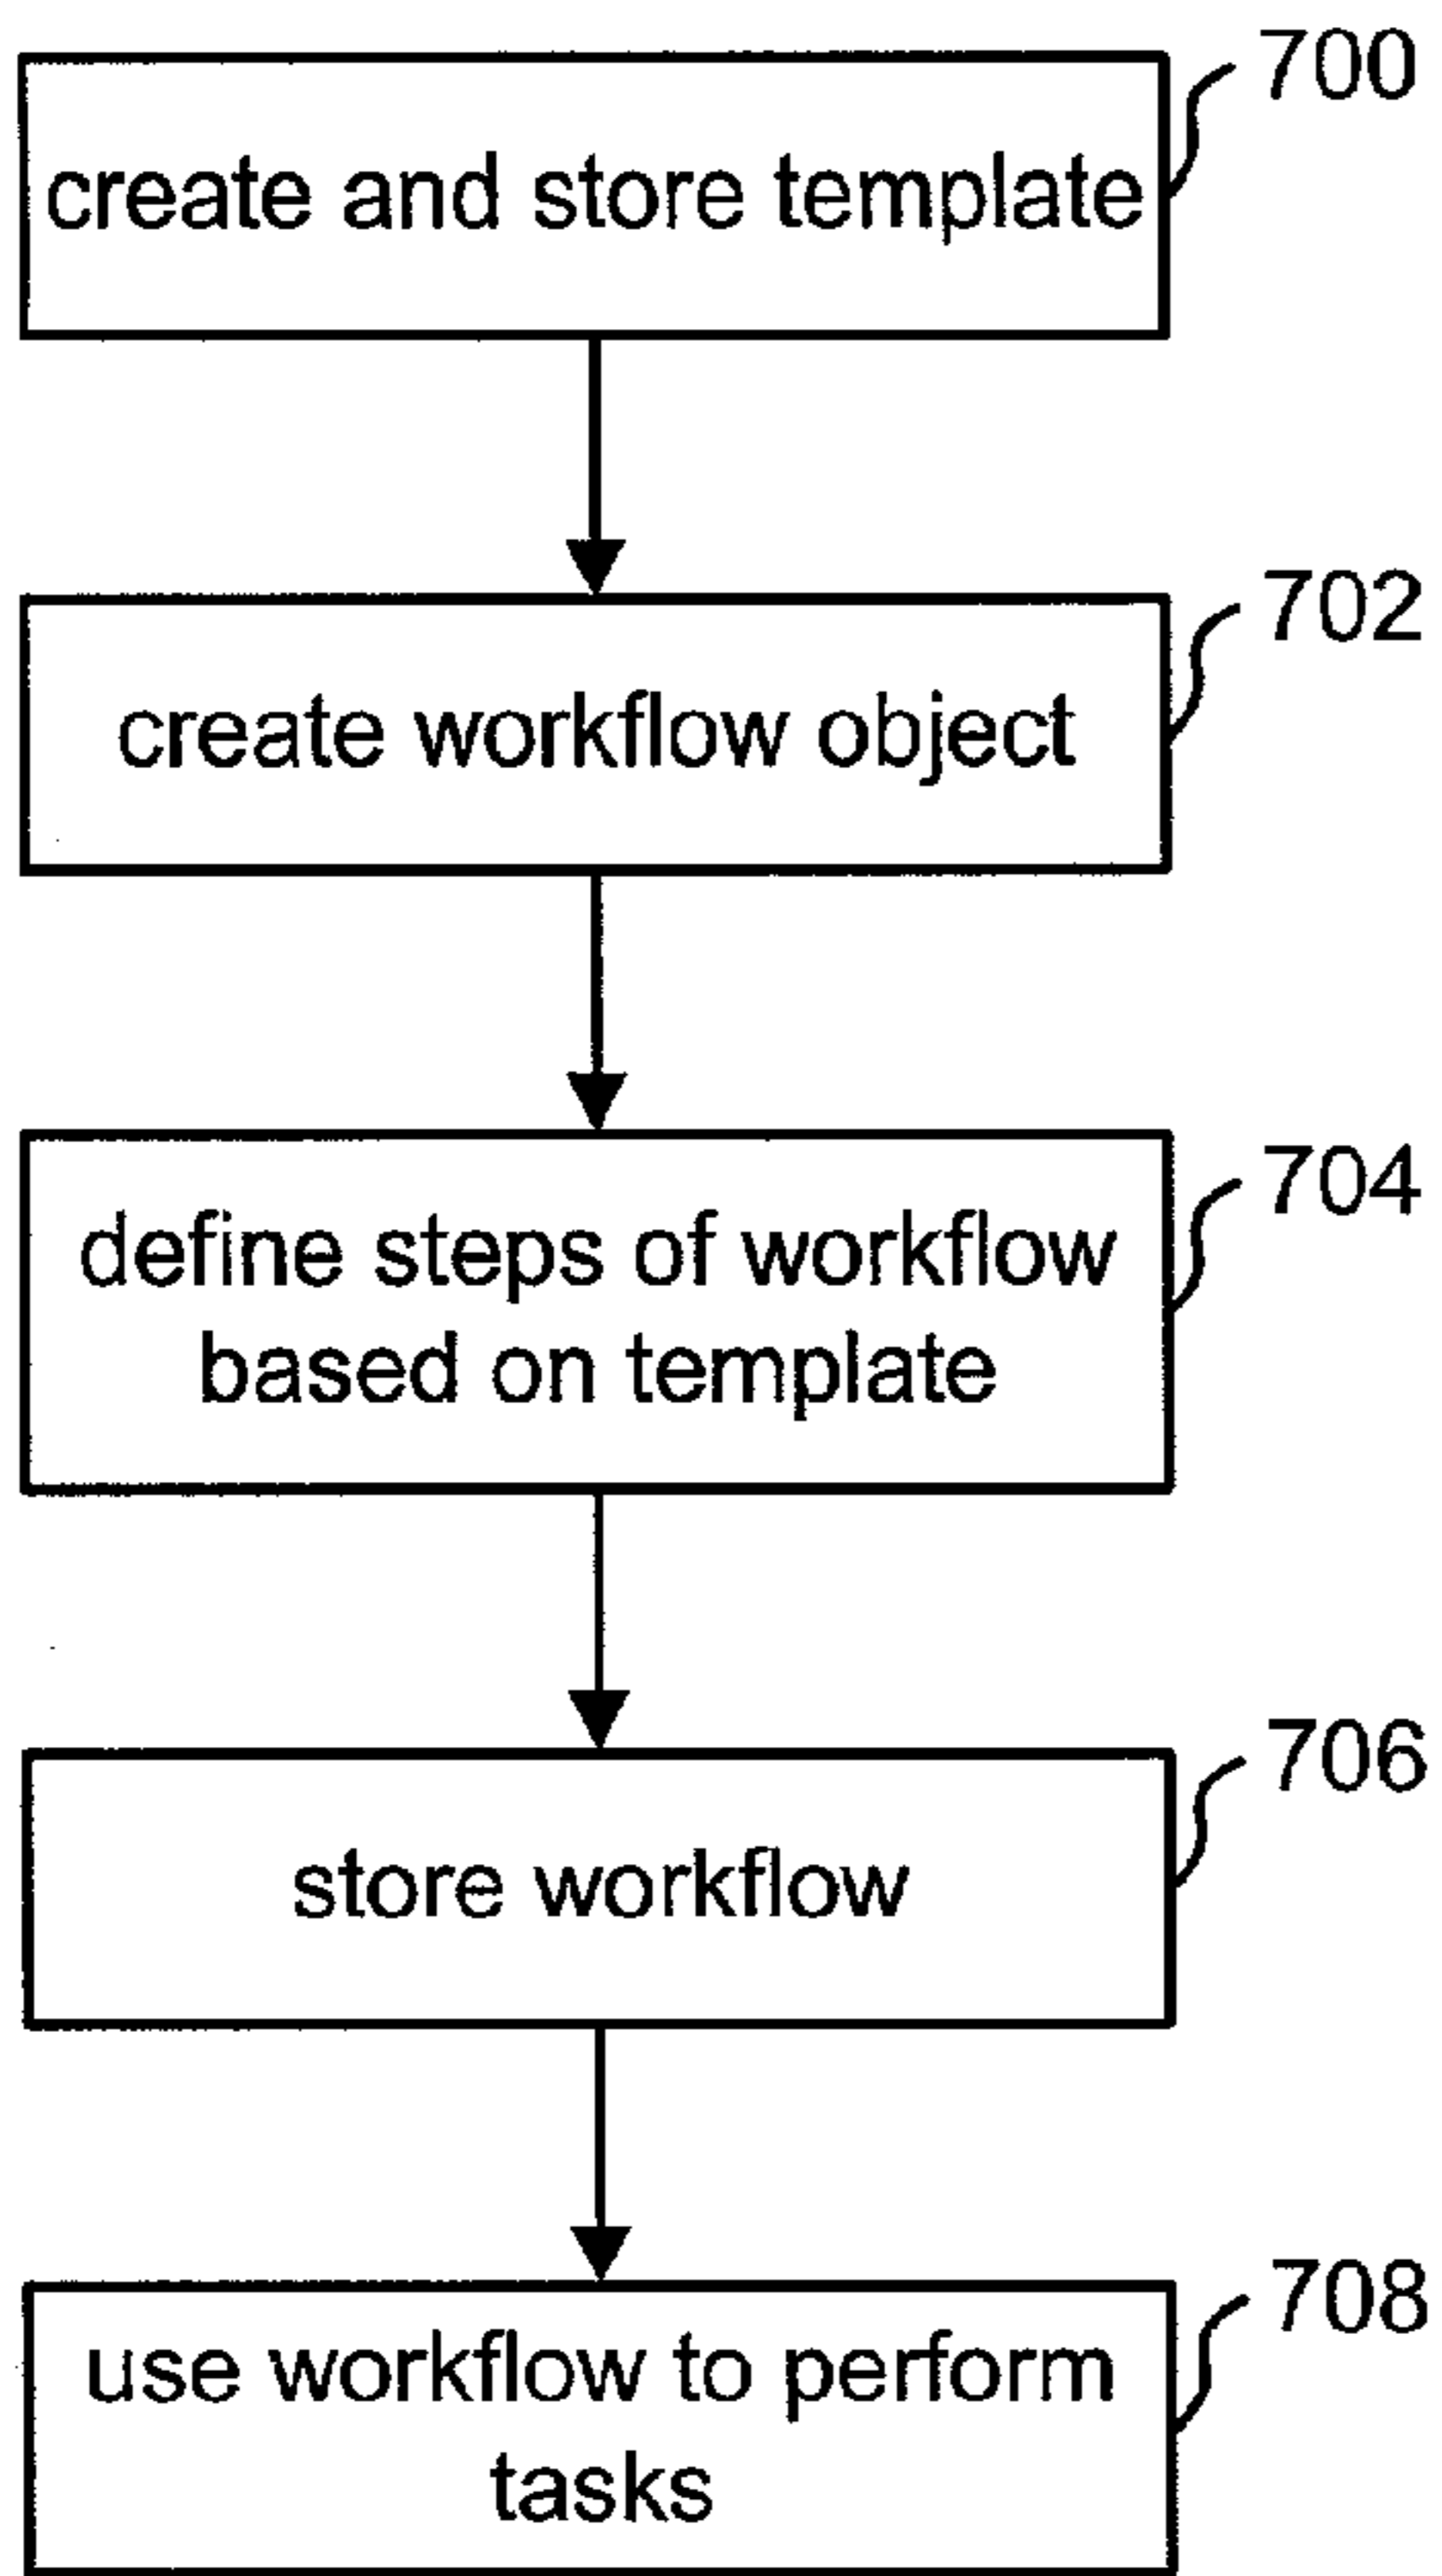 700
create and store template
702
create workflow object
704
define steps of workflow
based on template
706
store workflow
708
use workflow to perform
tasks